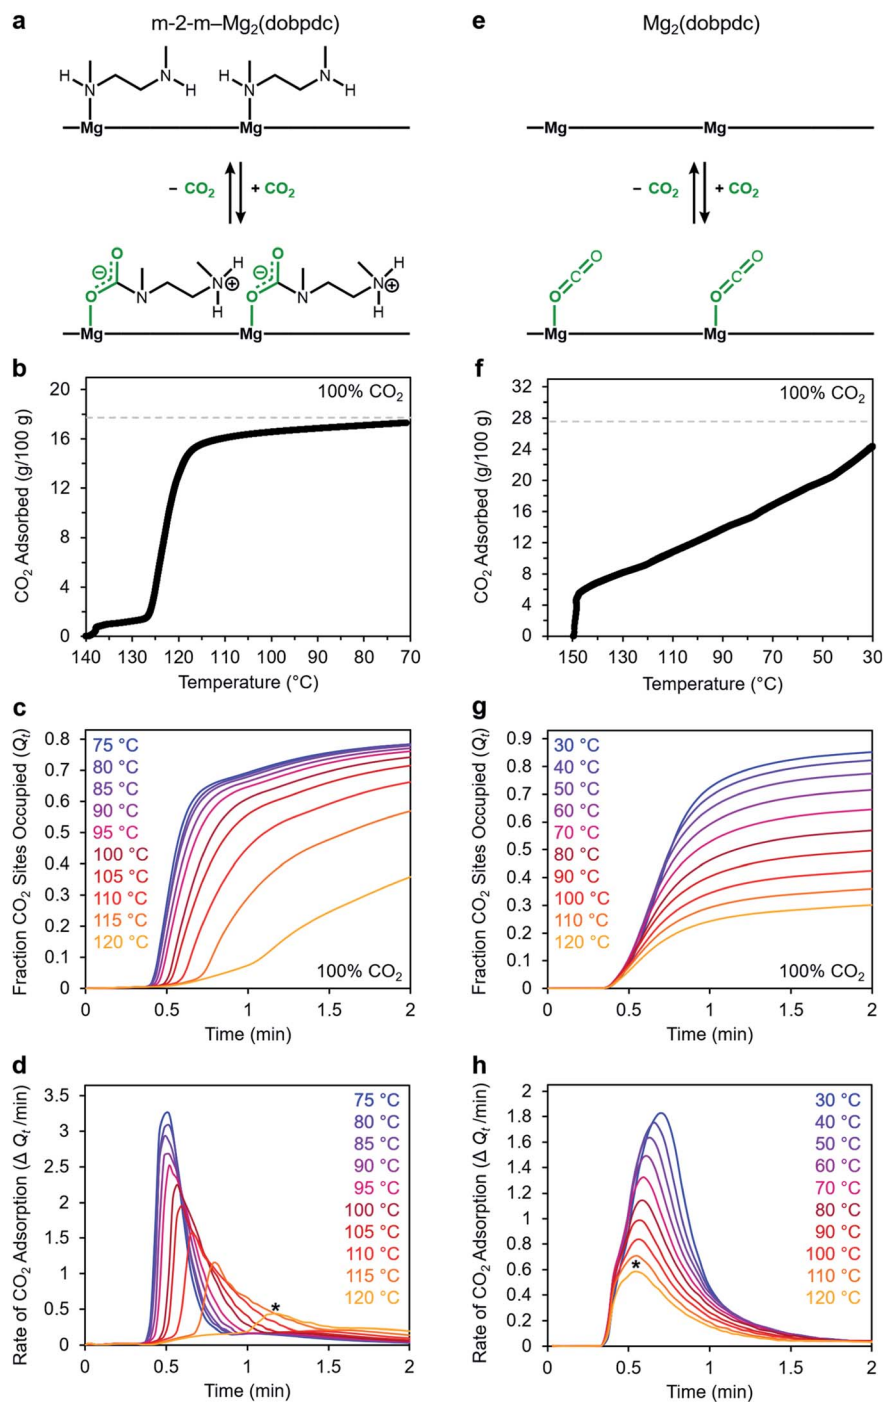 a
m-2-m–Mg₂(dobpdc)
H
N
N
H
H
N
N
H
Mg
Mg
– CO₂
+ CO₂
O
⊖
O
N
N
H
H
⊕
O
⊖
O
N
N
H
H
⊕
Mg
Mg
e
Mg₂(dobpdc)
Mg
Mg
– CO₂
+ CO₂
O
C
O
O
C
O
Mg
Mg
b
CO₂ Adsorbed (g/100 g)
20
16
12
8
4
0
100% CO₂
140
130
120
110
100
90
80
70
Temperature (°C)
f
CO₂ Adsorbed (g/100 g)
32
28
24
20
16
12
8
4
0
100% CO₂
150
130
110
90
70
50
30
Temperature (°C)
c
Fraction CO₂ Sites Occupied (Qₜ)
0.8
0.7
0.6
0.5
0.4
0.3
0.2
0.1
0
75 °C
80 °C
85 °C
90 °C
95 °C
100 °C
105 °C
110 °C
115 °C
120 °C
100% CO₂
0
0.5
1
1.5
2
Time (min)
g
Fraction CO₂ Sites Occupied (Qₜ)
0.9
0.8
0.7
0.6
0.5
0.4
0.3
0.2
0.1
0
30 °C
40 °C
50 °C
60 °C
70 °C
80 °C
90 °C
100 °C
110 °C
120 °C
100% CO₂
0
0.5
1
1.5
2
Time (min)
d
Rate of CO₂ Adsorption (Δ Qₜ /min)
3.5
3
2.5
2
1.5
1
0.5
0
75 °C
80 °C
85 °C
90 °C
95 °C
100 °C
105 °C
110 °C
115 °C
120 °C
*
0
0.5
1
1.5
2
Time (min)
h
Rate of CO₂ Adsorption (Δ Qₜ /min)
2
1.8
1.6
1.4
1.2
1
0.8
0.6
0.4
0.2
0
30 °C
40 °C
50 °C
60 °C
70 °C
80 °C
90 °C
100 °C
110 °C
120 °C
*
0
0.5
1
1.5
2
Time (min)